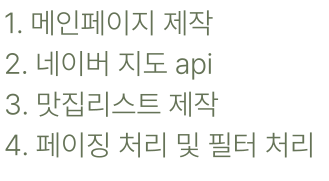 1. 메인페이지 제작
2. 네이버 지도 api
3. 맛집리스트 제작
4. 페이징 처리 및 필터 처리